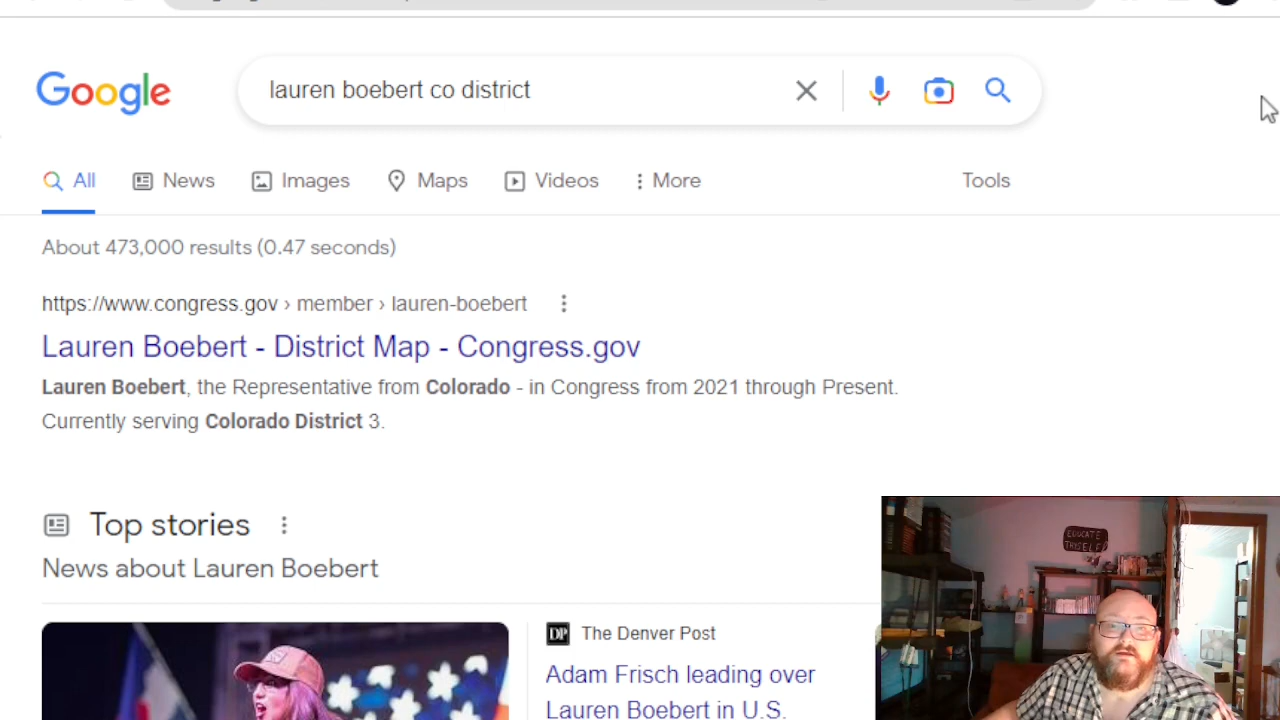 Google
lauren boebert co district
All
News
Images
Maps
Videos
More
Tools
About 473,000 results (0.47 seconds)
https://www.congress.gov › member › lauren-boebert
Lauren Boebert - District Map - Congress.gov
Lauren Boebert, the Representative from Colorado - in Congress from 2021 through Present.
Currently serving Colorado District 3.
Top stories
News about Lauren Boebert
DP The Denver Post
Adam Frisch leading over
Lauren Boebert in U.S.
EDUCATE
THYSELF